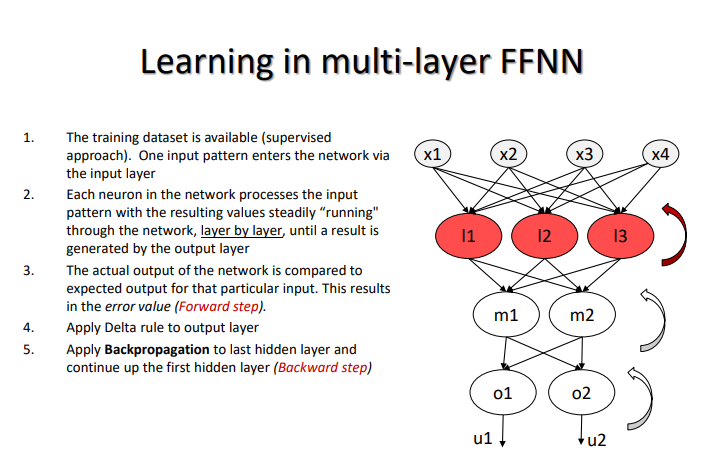 Learning in multi-layer FFNN
1. The training dataset is available (supervised
approach). One input pattern enters the network via
the input layer
2. Each neuron in the network processes the input
pattern with the resulting values steadily “running"
through the network, layer by layer, until a result is
generated by the output layer
3. The actual output of the network is compared to
expected output for that particular input. This results
in the error value (Forward step).
4. Apply Delta rule to output layer
5. Apply Backpropagation to last hidden layer and
continue up the first hidden layer (Backward step)
x1 x2 x3 x4
l1 l2 l3
m1 m2
o1 o2
u1 u2